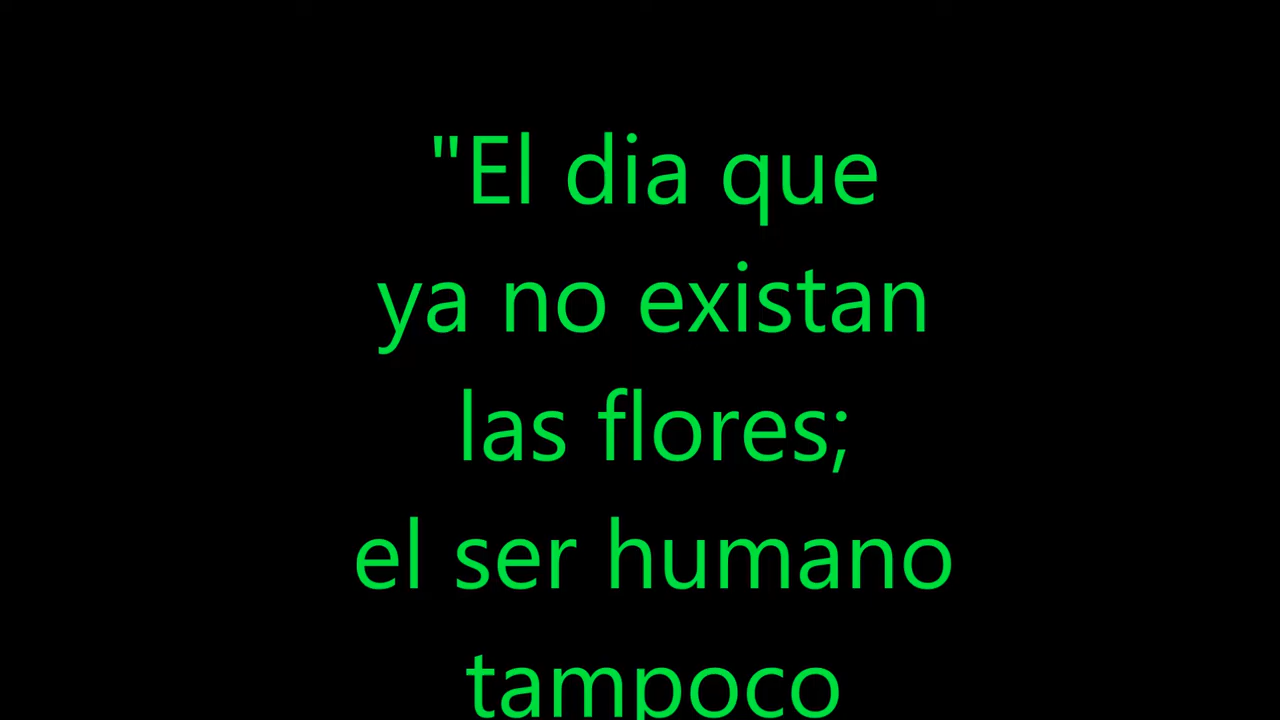 "El dia que
ya no existan
las flores;
el ser humano
tampoco